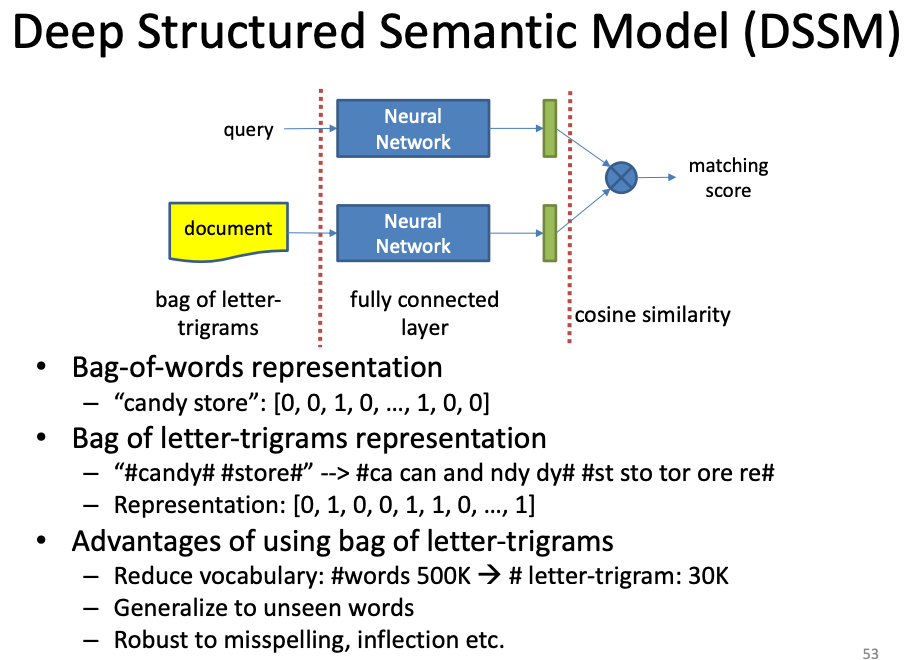 Deep Structured Semantic Model (DSSM)
query
Neural
Network
matching
score
document
Neural
Network
bag of letter-
trigrams
fully connected
layer
cosine similarity
• Bag-of-words representation
– “candy store”: [0, 0, 1, 0, …, 1, 0, 0]
• Bag of letter-trigrams representation
– “#candy# #store#” --> #ca can and ndy dy# #st sto tor ore re#
– Representation: [0, 1, 0, 0, 1, 1, 0, …, 1]
• Advantages of using bag of letter-trigrams
– Reduce vocabulary: #words 500K → # letter-trigram: 30K
– Generalize to unseen words
– Robust to misspelling, inflection etc.
53